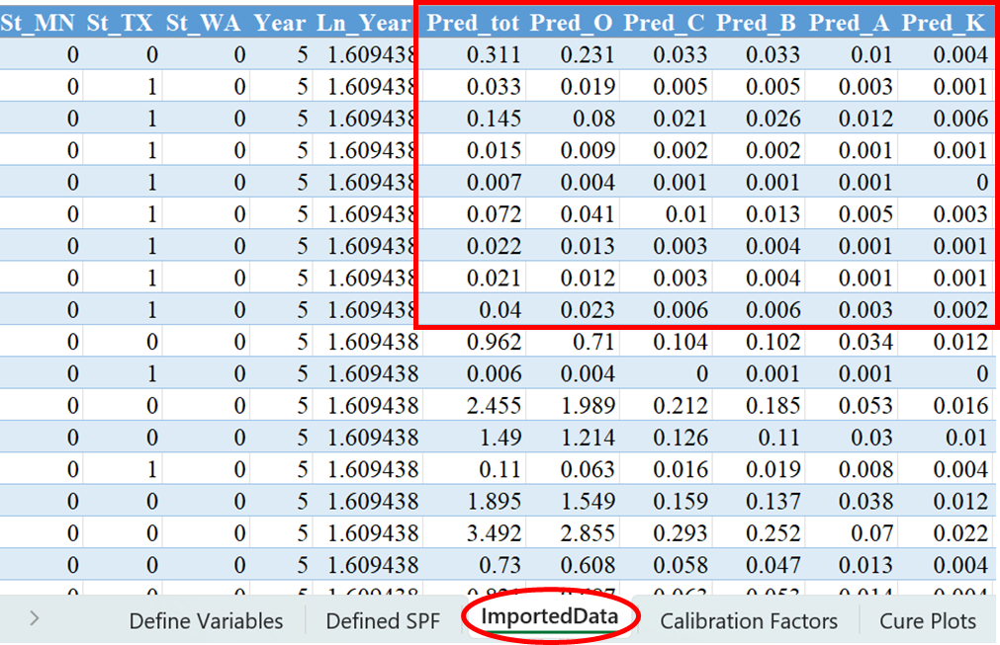 St_MN St_TX St_WA Year Ln_Year Pred_tot Pred_O Pred_C Pred_B Pred_A Pred_K
0 0 0 5 1.609438 0.311 0.231 0.033 0.033 0.01 0.004
0 1 0 5 1.609438 0.033 0.019 0.005 0.005 0.003 0.001
0 1 0 5 1.609438 0.145 0.08 0.021 0.026 0.012 0.006
0 1 0 5 1.609438 0.015 0.009 0.002 0.002 0.001 0.001
0 1 0 5 1.609438 0.007 0.004 0.001 0.001 0.001 0
0 1 0 5 1.609438 0.072 0.041 0.01 0.013 0.005 0.003
0 1 0 5 1.609438 0.022 0.013 0.003 0.004 0.001 0.001
0 1 0 5 1.609438 0.021 0.012 0.003 0.004 0.001 0.001
0 1 0 5 1.609438 0.04 0.023 0.006 0.006 0.003 0.002
0 0 0 5 1.609438 0.962 0.71 0.104 0.102 0.034 0.012
0 1 0 5 1.609438 0.006 0.004 0 0.001 0.001 0
0 0 0 5 1.609438 2.455 1.989 0.212 0.185 0.053 0.016
0 0 0 5 1.609438 1.49 1.214 0.126 0.11 0.03 0.01
0 1 0 5 1.609438 0.11 0.063 0.016 0.019 0.008 0.004
0 0 0 5 1.609438 1.895 1.549 0.159 0.137 0.038 0.012
0 0 0 5 1.609438 3.492 2.855 0.293 0.252 0.07 0.022
0 0 0 5 1.609438 0.73 0.608 0.058 0.047 0.013 0.004
Define Variables Defined SPF ImportedData Calibration Factors Cure Plots